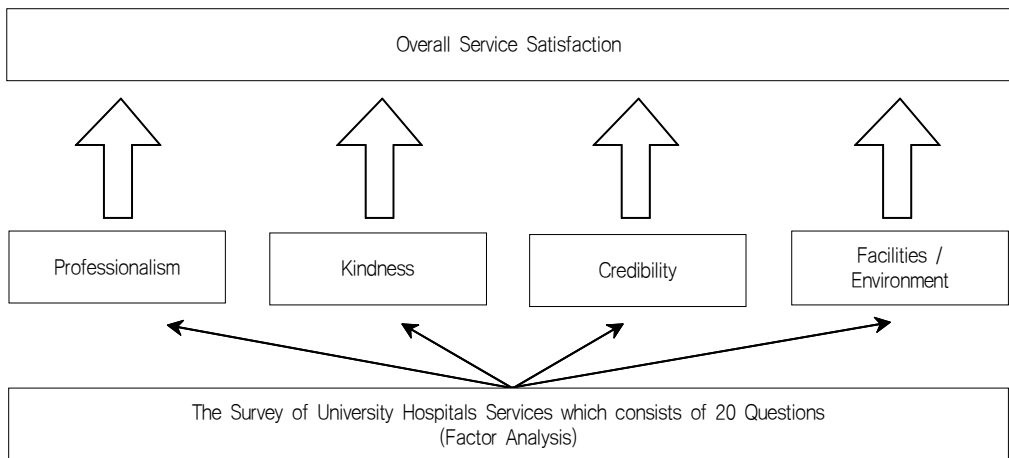 Overall Service Satisfaction
Professionalism
Kindness
Credibility
Facilities /
Environment
The Survey of University Hospitals Services which consists of 20 Questions
(Factor Analysis)